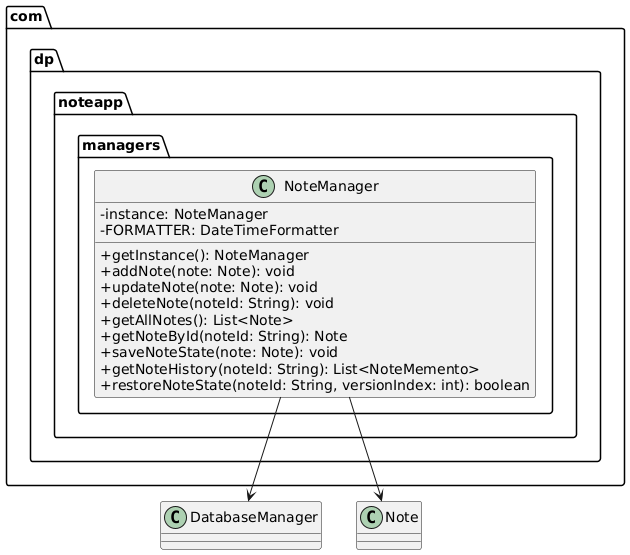 com
dp
noteapp
managers
C NoteManager
-instance: NoteManager
-FORMATTER: DateTimeFormatter
+getInstance(): NoteManager
+addNote(note: Note): void
+updateNote(note: Note): void
+deleteNote(noteId: String): void
+getAllNotes(): List<Note>
+getNoteById(noteId: String): Note
+saveNoteState(note: Note): void
+getNoteHistory(noteId: String): List<NoteMemento>
+restoreNoteState(noteId: String, versionIndex: int): boolean
C DatabaseManager
C Note